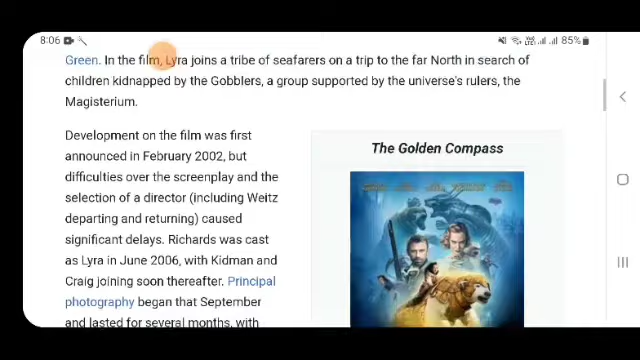 8:06
85%
Green. In the film, Lyra joins a tribe of seafarers on a trip to the far North in search of
children kidnapped by the Gobblers, a group supported by the universe's rulers, the
Magisterium.
Development on the film was first
announced in February 2002, but
difficulties over the screenplay and the
selection of a director (including Weitz
departing and returning) caused
significant delays. Richards was cast
as Lyra in June 2006, with Kidman and
Craig joining soon thereafter. Principal
photography began that September
and lasted for several months, with
The Golden Compass